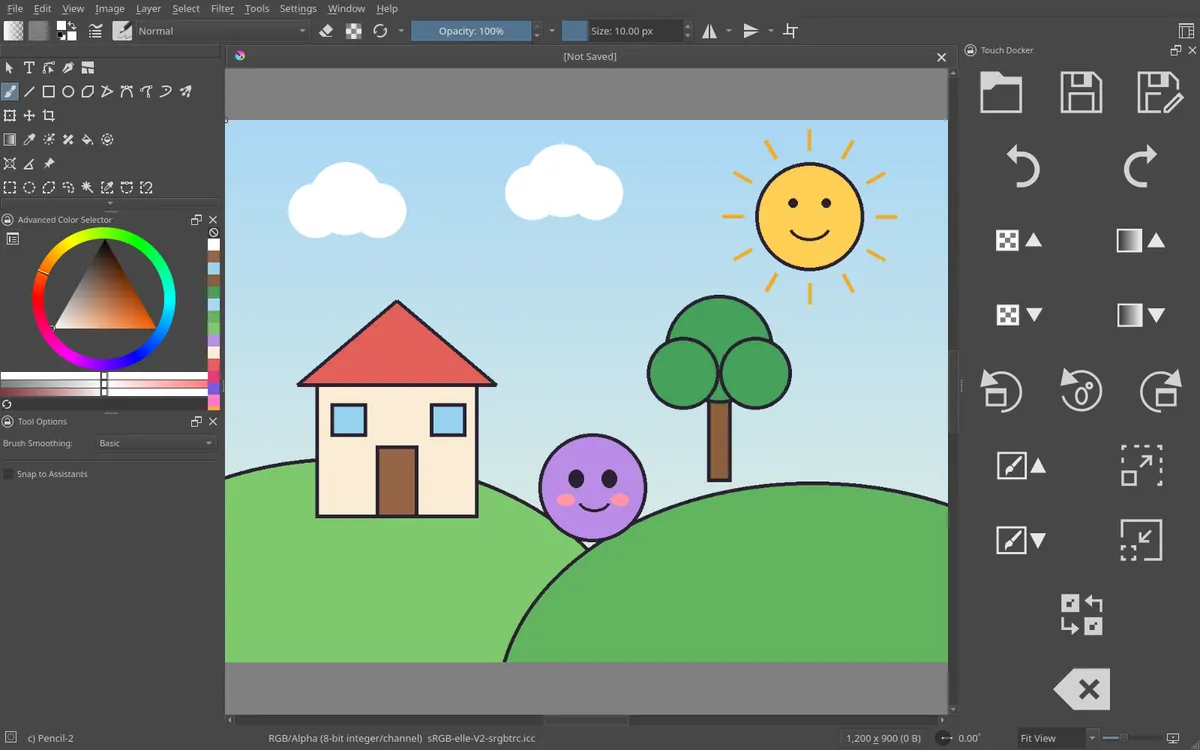 File Edit View Image Layer Select Filter Tools Settings Window Help
Normal Opacity: 100% Size: 10.00 px
[Not Saved]
Touch Docker
Advanced Color Selector
Tool Options
Brush Smoothing: Basic
Snap to Assistants
c) Pencil-2 RGB/Alpha (8-bit integer/channel) sRGB-elle-V2-srgbtrc.icc 1,200 x 900 (0 B) 0.00° Fit View